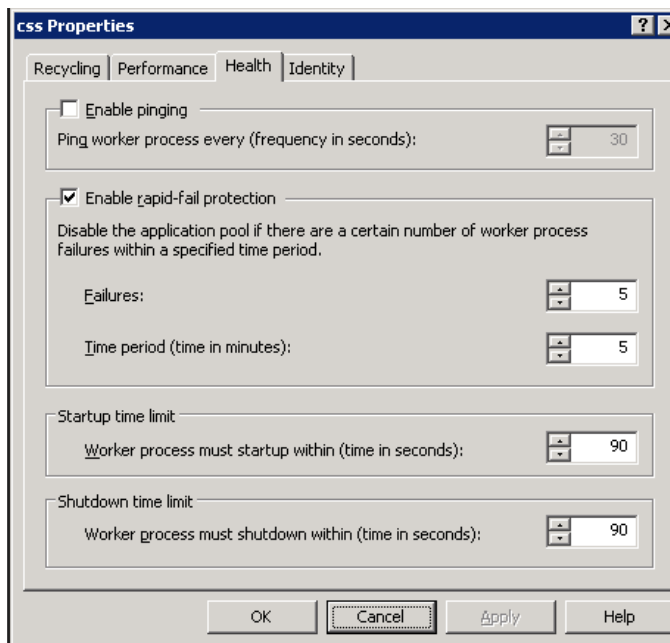 css Properties
Recycling Performance Health Identity
Enable pinging
Ping worker process every (frequency in seconds): 30
Enable rapid-fail protection
Disable the application pool if there are a certain number of worker process
failures within a specified time period.
Failures: 5
Time period (time in minutes): 5
Startup time limit
Worker process must startup within (time in seconds): 90
Shutdown time limit
Worker process must shutdown within (time in seconds): 90
OK Cancel Apply Help